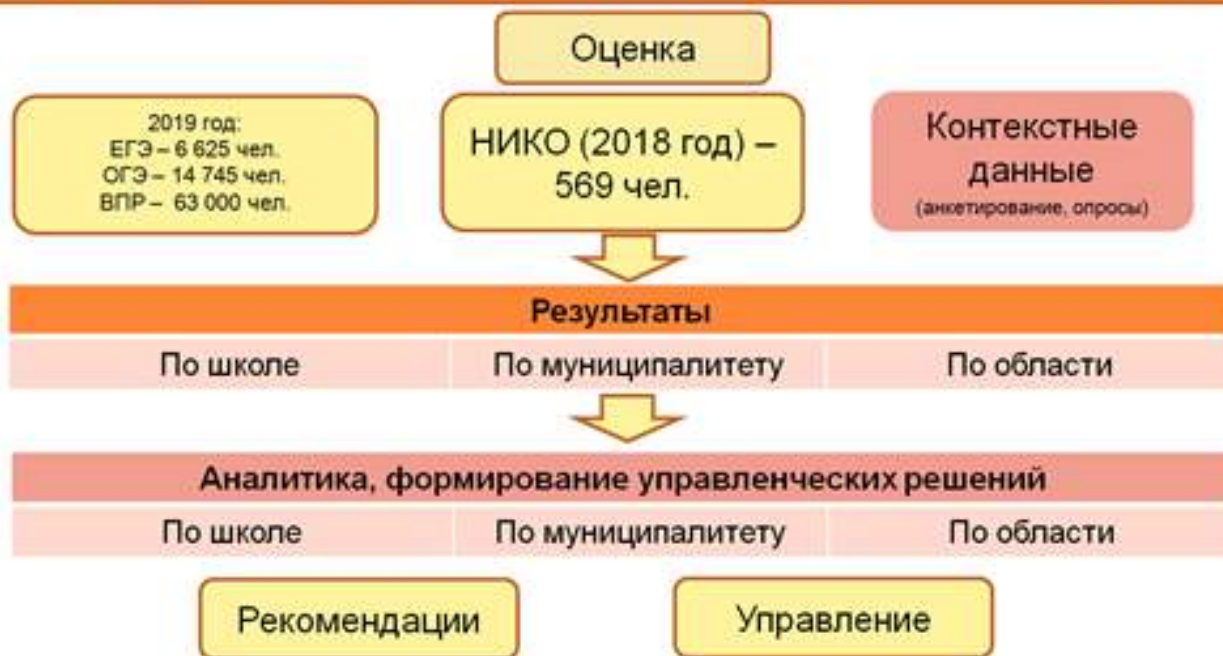 Оценка
2019 год:
ЕГЭ – 6 625 чел.
ОГЭ – 14 745 чел.
ВПР – 63 000 чел.
НИКО (2018 год) –
569 чел.
Контекстные
данные
(анкетирование, опросы)
Результаты
По школе
По муниципалитету
По области
Аналитика, формирование управленческих решений
По школе
По муниципалитету
По области
Рекомендации
Управление